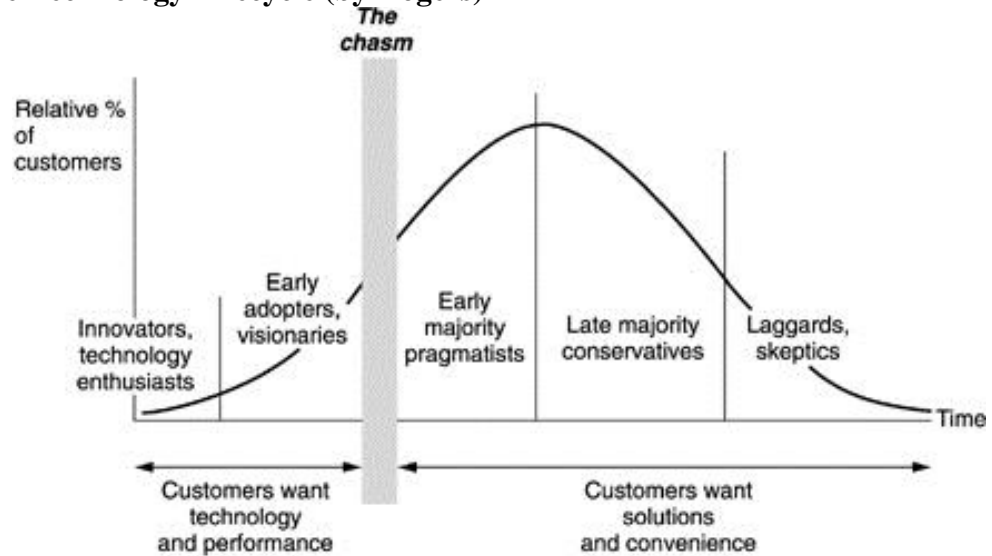 The
chasm
Relative %
of
customers
Early
adopters,
visionaries
Innovators,
technology
enthusiasts
Early
majority
pragmatists
Late majority
conservatives
Laggards,
skeptics
Time
Customers want
technology
and performance
Customers want
solutions
and convenience